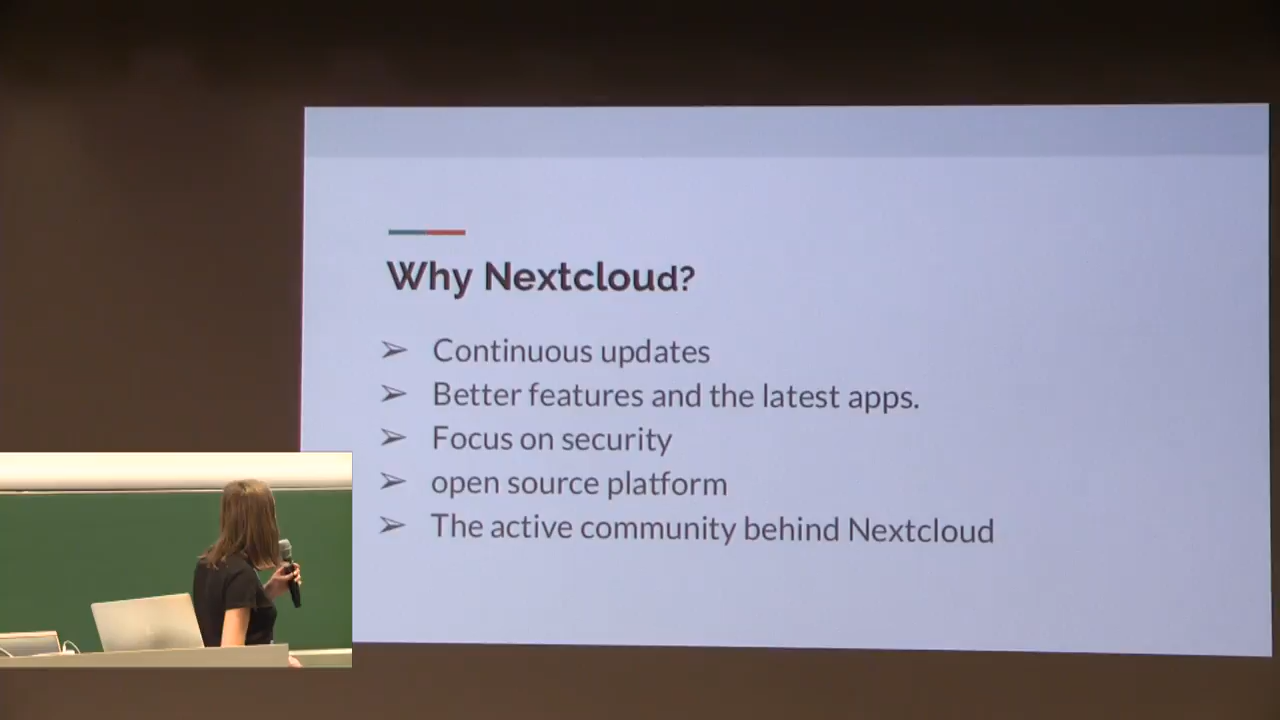 Why Nextcloud?
➢ Continuous updates
➢ Better features and the latest apps.
➢ Focus on security
➢ open source platform
➢ The active community behind Nextcloud